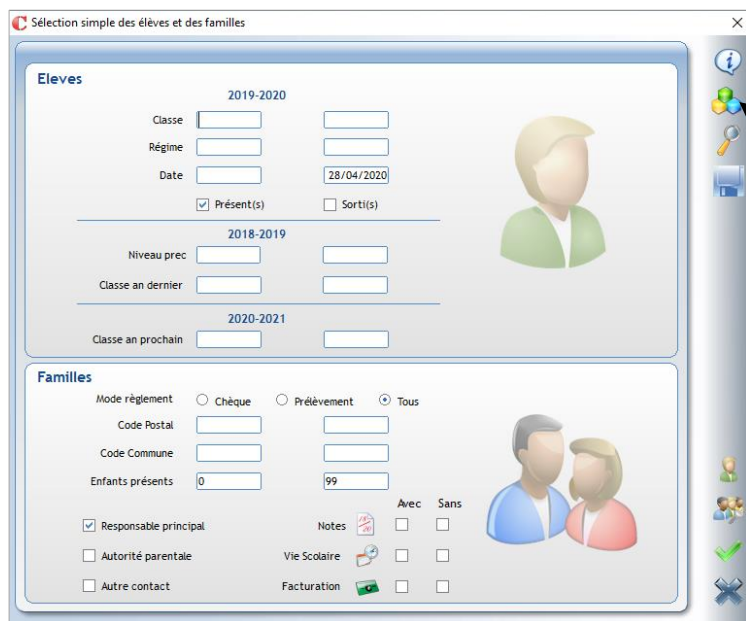 Sélection simple des élèves et des familles
Eleves
2019-2020
Classe
Régime
Date 28/04/2020
Présent(s) Sorti(s)
2018-2019
Niveau prec
Classe an dernier
2020-2021
Classe an prochain
Familles
Mode règlement Chèque Prélèvement Tous
Code Postal
Code Commune
Enfants présents 0 99
Avec Sans
Responsable principal Notes
Autorité parentale Vie Scolaire
Autre contact Facturation